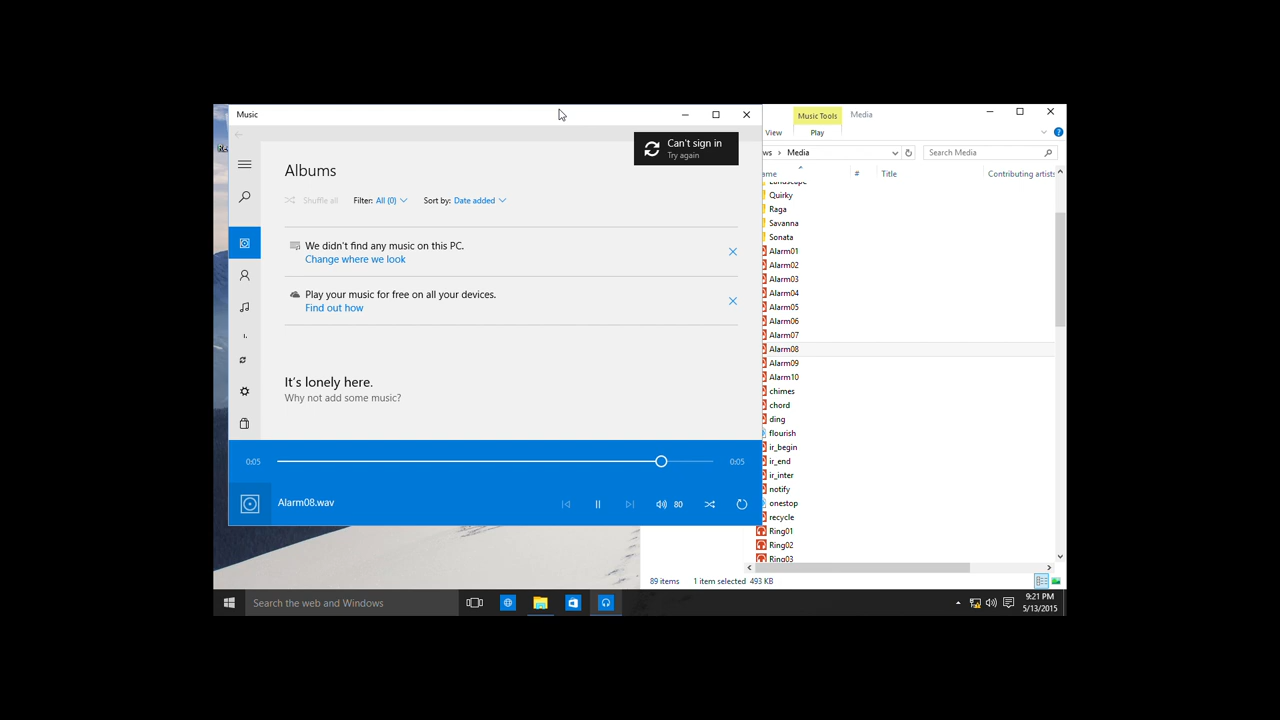 Music
Can't sign in
Try again
Albums
Shuffle all
Filter: All (0)
Sort by: Date added
We didn't find any music on this PC.
Change where we look
Play your music for free on all your devices.
Find out how
It's lonely here.
Why not add some music?
0:05
0:05
Alarm08.wav
80
Music Tools
Media
View
Play
Media
Search Media
#
Title
Contributing artists
Landscape
Quirky
Raga
Savanna
Sonata
Alarm01
Alarm02
Alarm03
Alarm04
Alarm05
Alarm06
Alarm07
Alarm08
Alarm09
Alarm10
chimes
chord
ding
flourish
ir_begin
ir_end
ir_inter
notify
onestop
recycle
Ring01
Ring02
Ring03
89 items
1 item selected 493 KB
Search the web and Windows
9:21 PM
5/13/2015